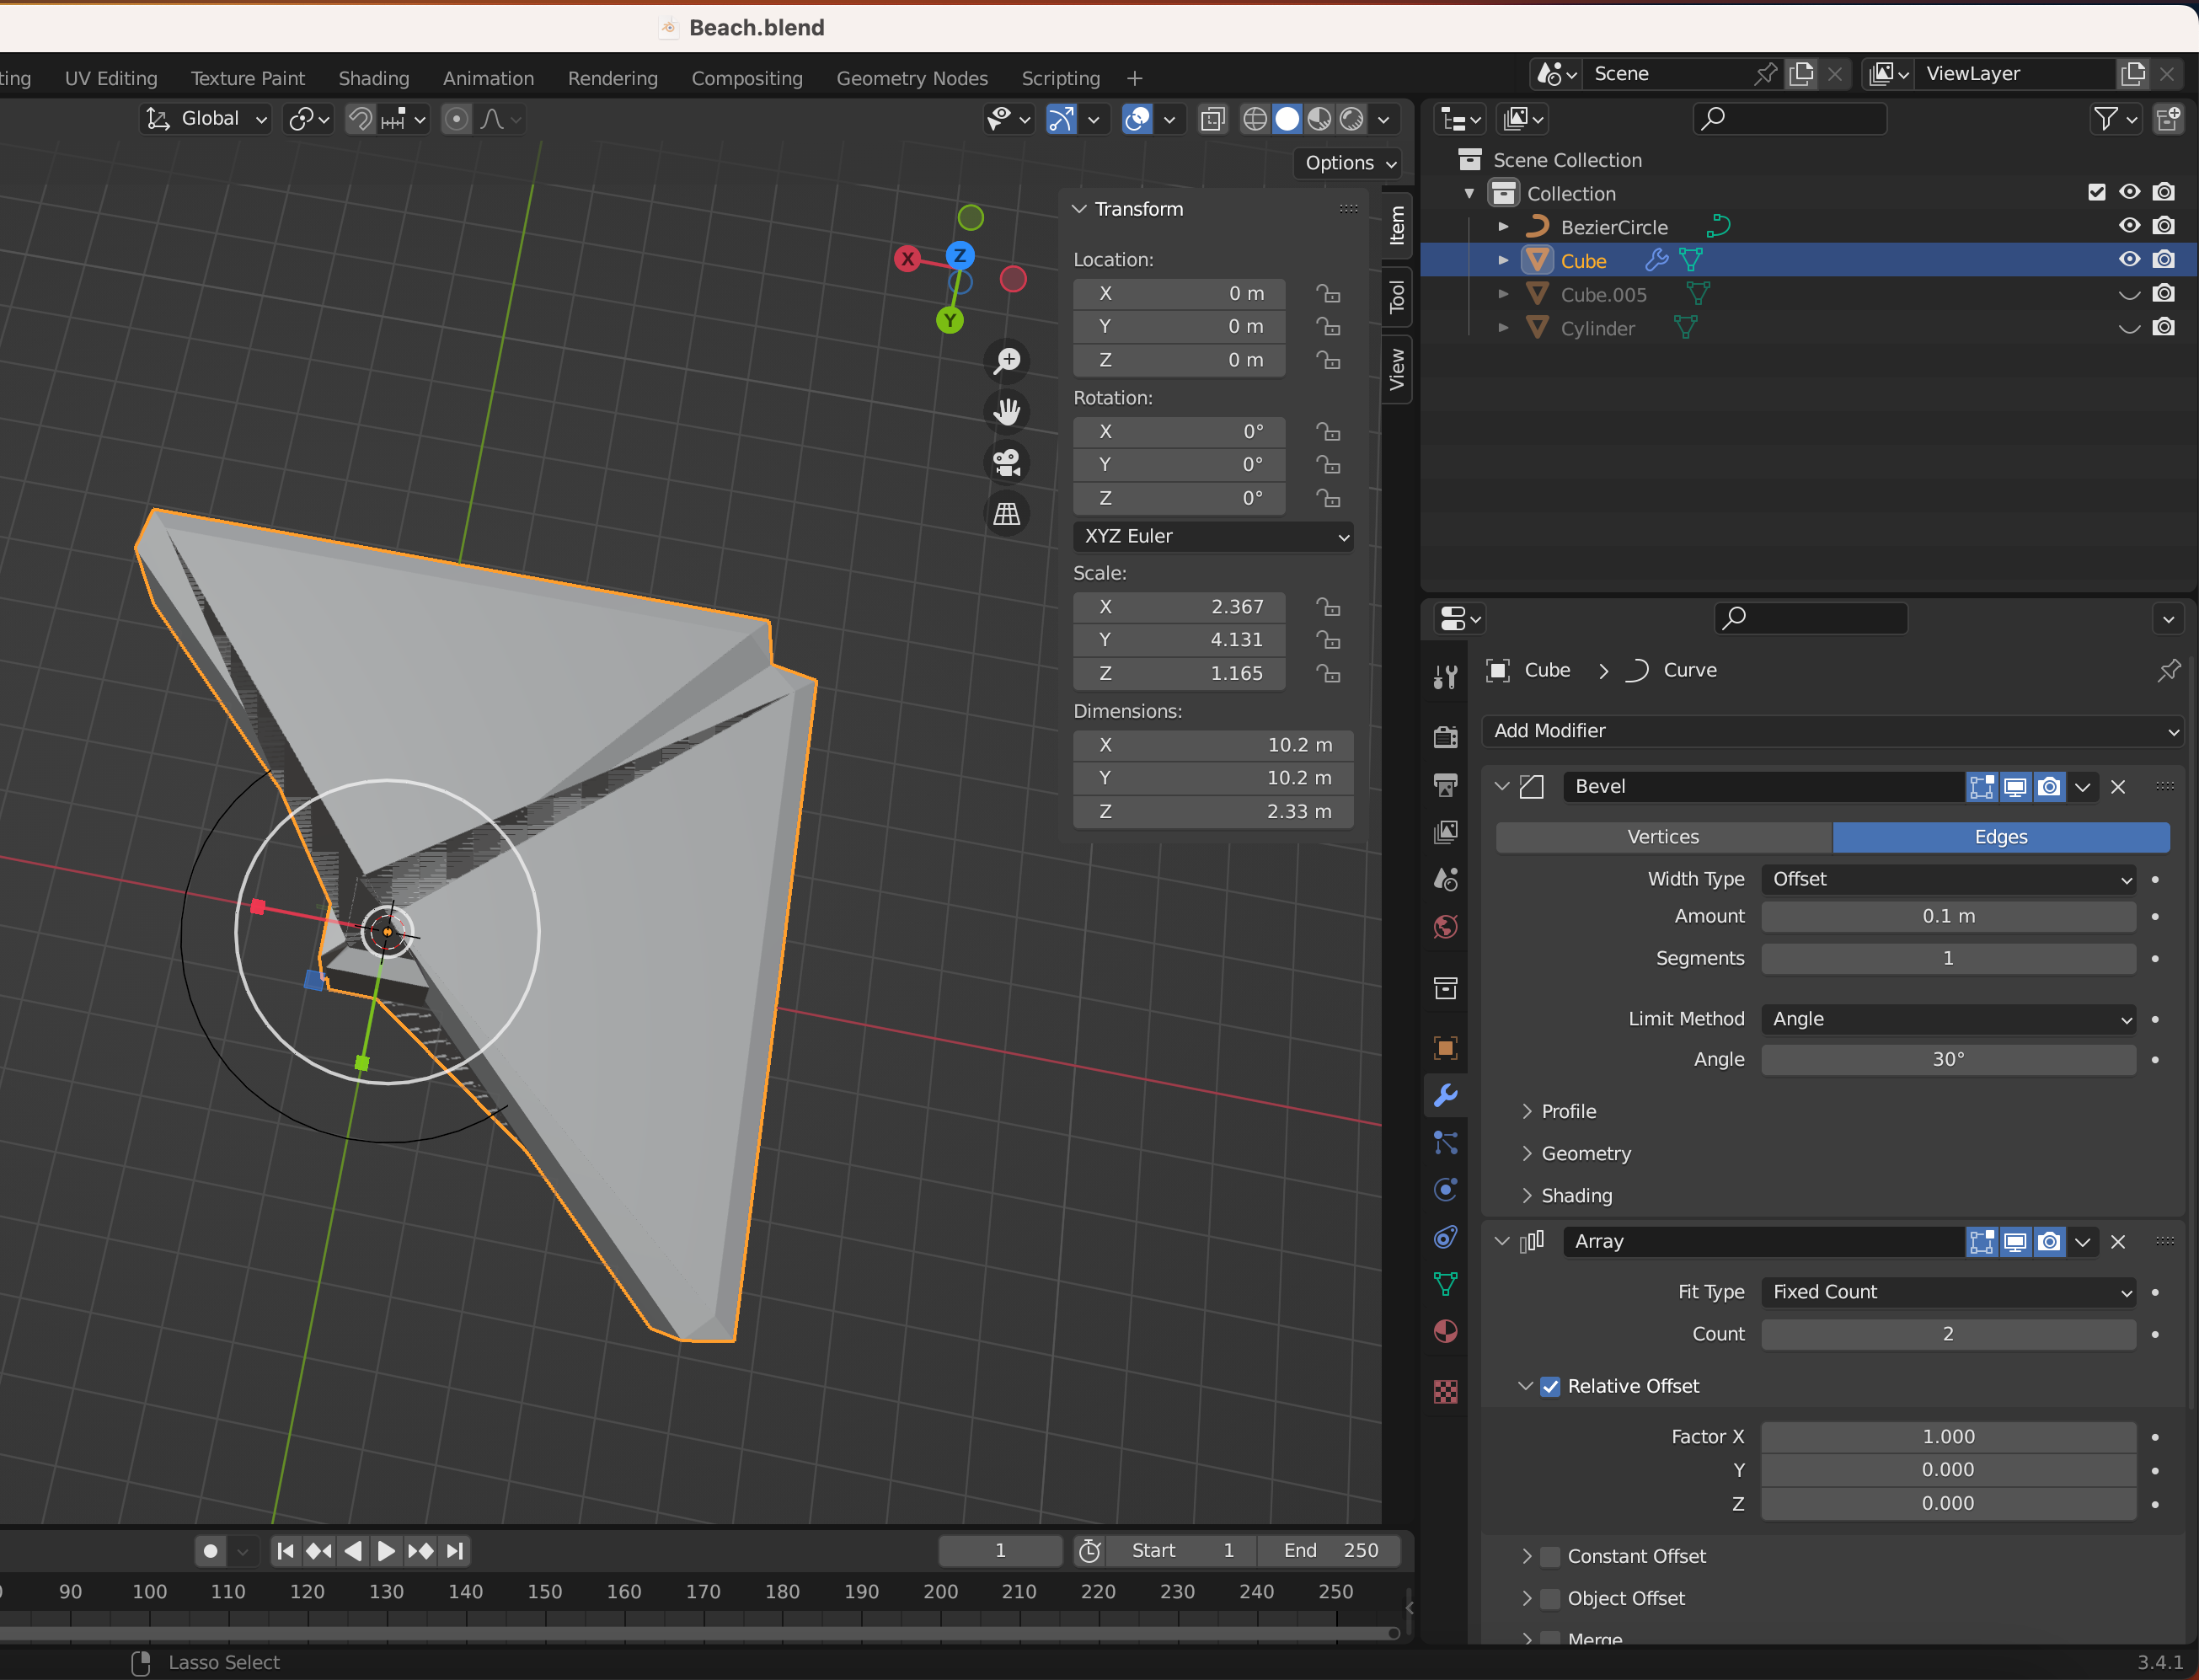 Beach.blend
ting UV Editing Texture Paint Shading Animation Rendering Compositing Geometry Nodes Scripting +
Scene
ViewLayer
Global
Options
Transform
Location:
X 0 m
Y 0 m
Z 0 m
Rotation:
X 0°
Y 0°
Z 0°
XYZ Euler
Scale:
X 2.367
Y 4.131
Z 1.165
Dimensions:
X 10.2 m
Y 10.2 m
Z 2.33 m
Item
Tool
View
X
Z
Y
Scene Collection
Collection
BezierCircle
Cube
Cube.005
Cylinder
Cube > Curve
Add Modifier
Bevel
Vertices Edges
Width Type Offset
Amount 0.1 m
Segments 1
Limit Method Angle
Angle 30°
Profile
Geometry
Shading
Array
Fit Type Fixed Count
Count 2
Relative Offset
Factor X 1.000
Y 0.000
Z 0.000
Constant Offset
Object Offset
Merge
1 Start 1 End 250
90 100 110 120 130 140 150 160 170 180 190 200 210 220 230 240 250
Lasso Select
3.4.1